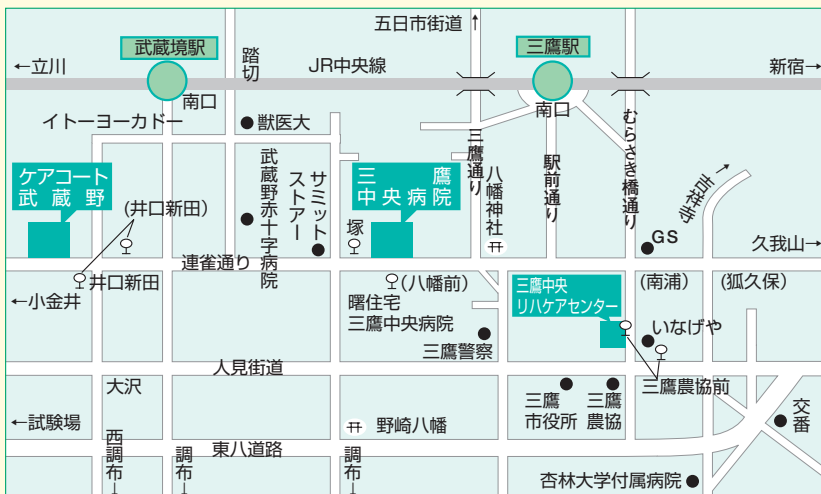 五日市街道↑
武蔵境駅
三鷹駅
←立川
踏切
JR中央線
新宿→
南口
南口
イトーヨーカドー
獣医大
三鷹通り
八幡神社
駅前通り
むらさき橋通り
吉祥寺→
ケアコート
武蔵野
(井口新田)
武蔵野赤十字病院
サミット
ストアー
三鷹
中央病院
塚
GS
久我山→
連雀通り
井口新田
(八幡前)
(南浦)
(狐久保)
←小金井
曙住宅
三鷹中央病院
三鷹中央
リハケアセンター
いなげや
三鷹警察
人見街道
三鷹農協前
大沢
三鷹
市役所
三鷹
農協
交番
←試験場
野崎八幡
西調布→
調布→
東八道路
調布→
杏林大学付属病院